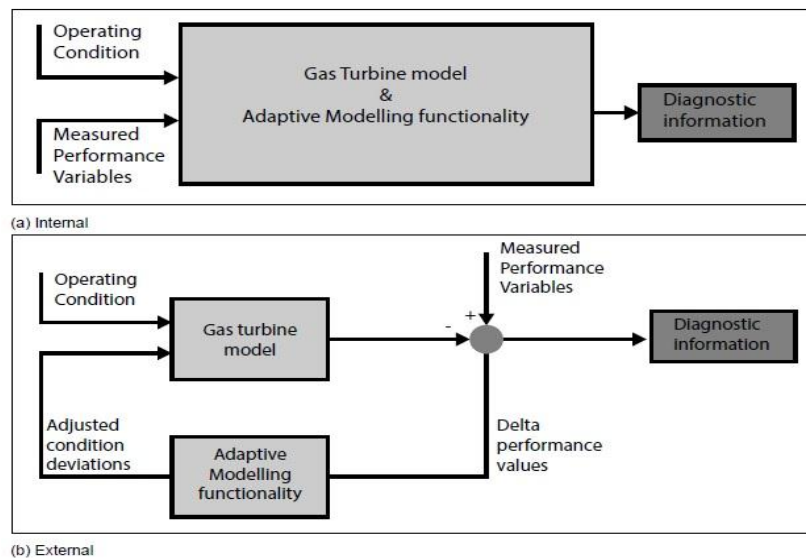 Operating
Condition
Gas Turbine model
&
Adaptive Modelling functionality
Diagnostic
information
Measured
Performance
Variables
(a) Internal
Operating
Condition
Measured
Performance
Variables
+
-
Gas turbine
model
Diagnostic
information
Adjusted
condition
deviations
Adaptive
Modelling
functionality
Delta
performance
values
(b) External